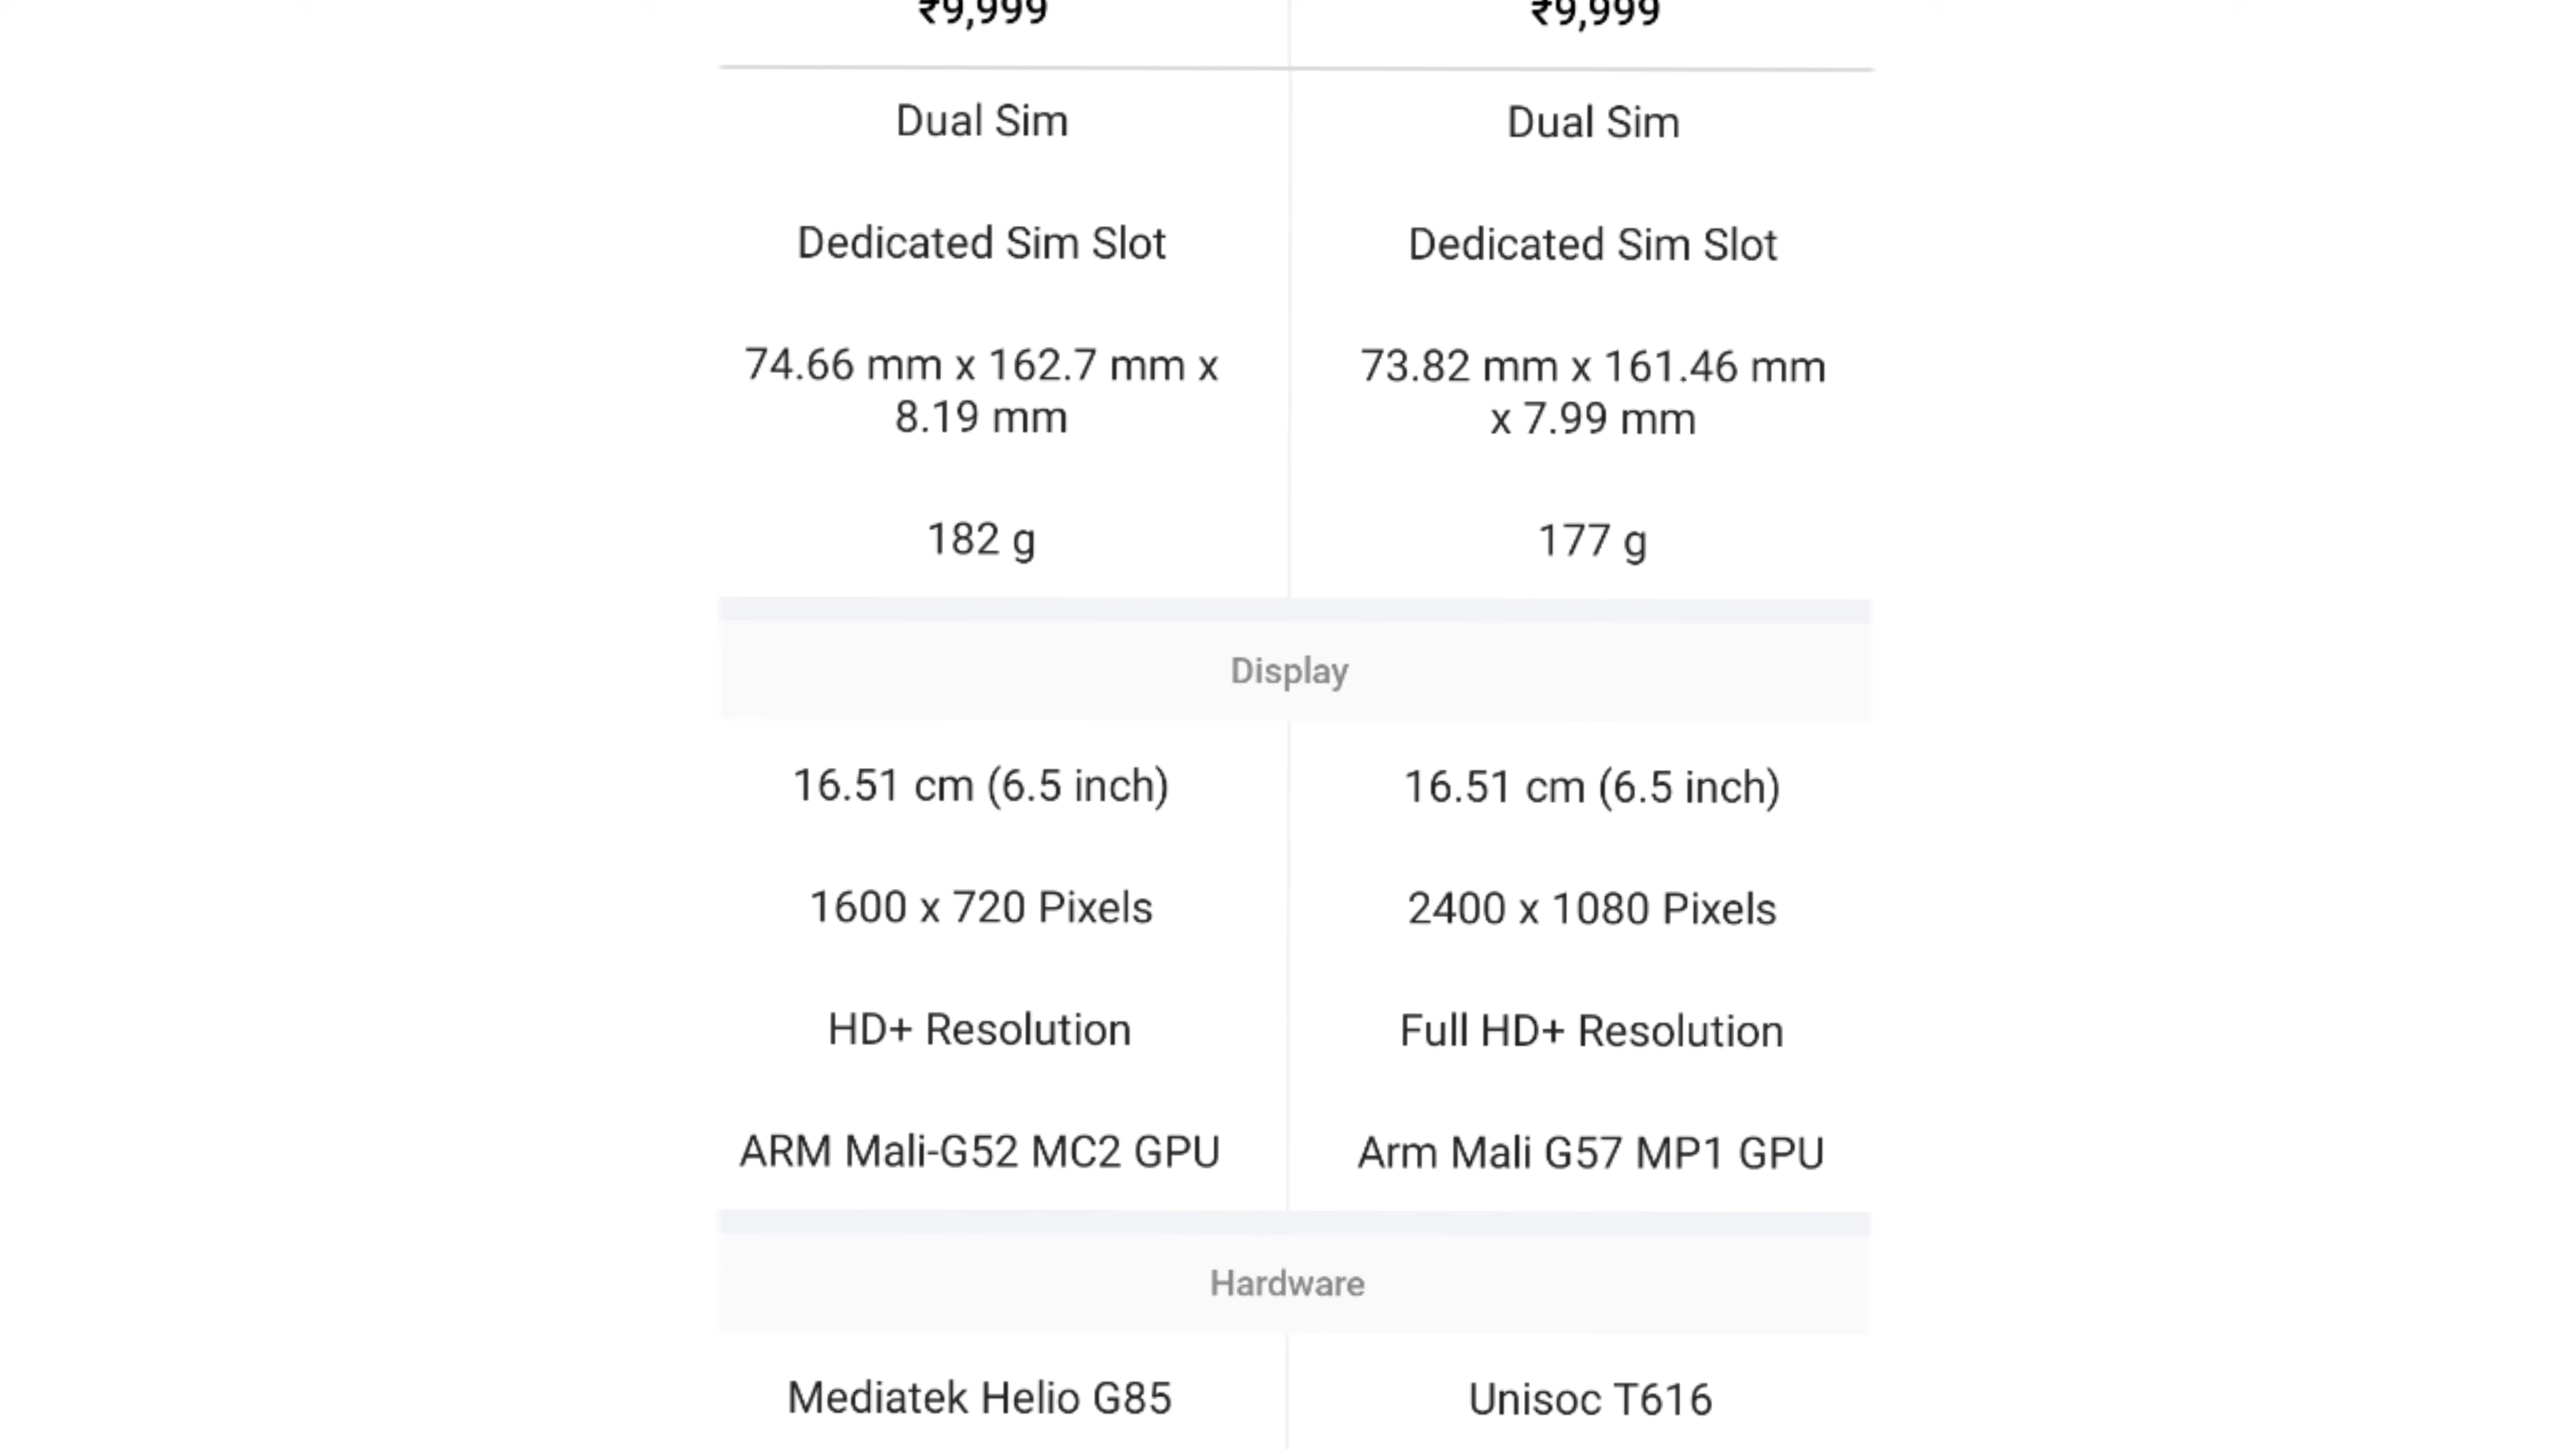 ₹9,999 ₹9,999
Dual Sim Dual Sim
Dedicated Sim Slot Dedicated Sim Slot
74.66 mm x 162.7 mm x 73.82 mm x 161.46 mm
8.19 mm x 7.99 mm
182 g 177 g
Display
16.51 cm (6.5 inch) 16.51 cm (6.5 inch)
1600 x 720 Pixels 2400 x 1080 Pixels
HD+ Resolution Full HD+ Resolution
ARM Mali-G52 MC2 GPU Arm Mali G57 MP1 GPU
Hardware
Mediatek Helio G85 Unisoc T616